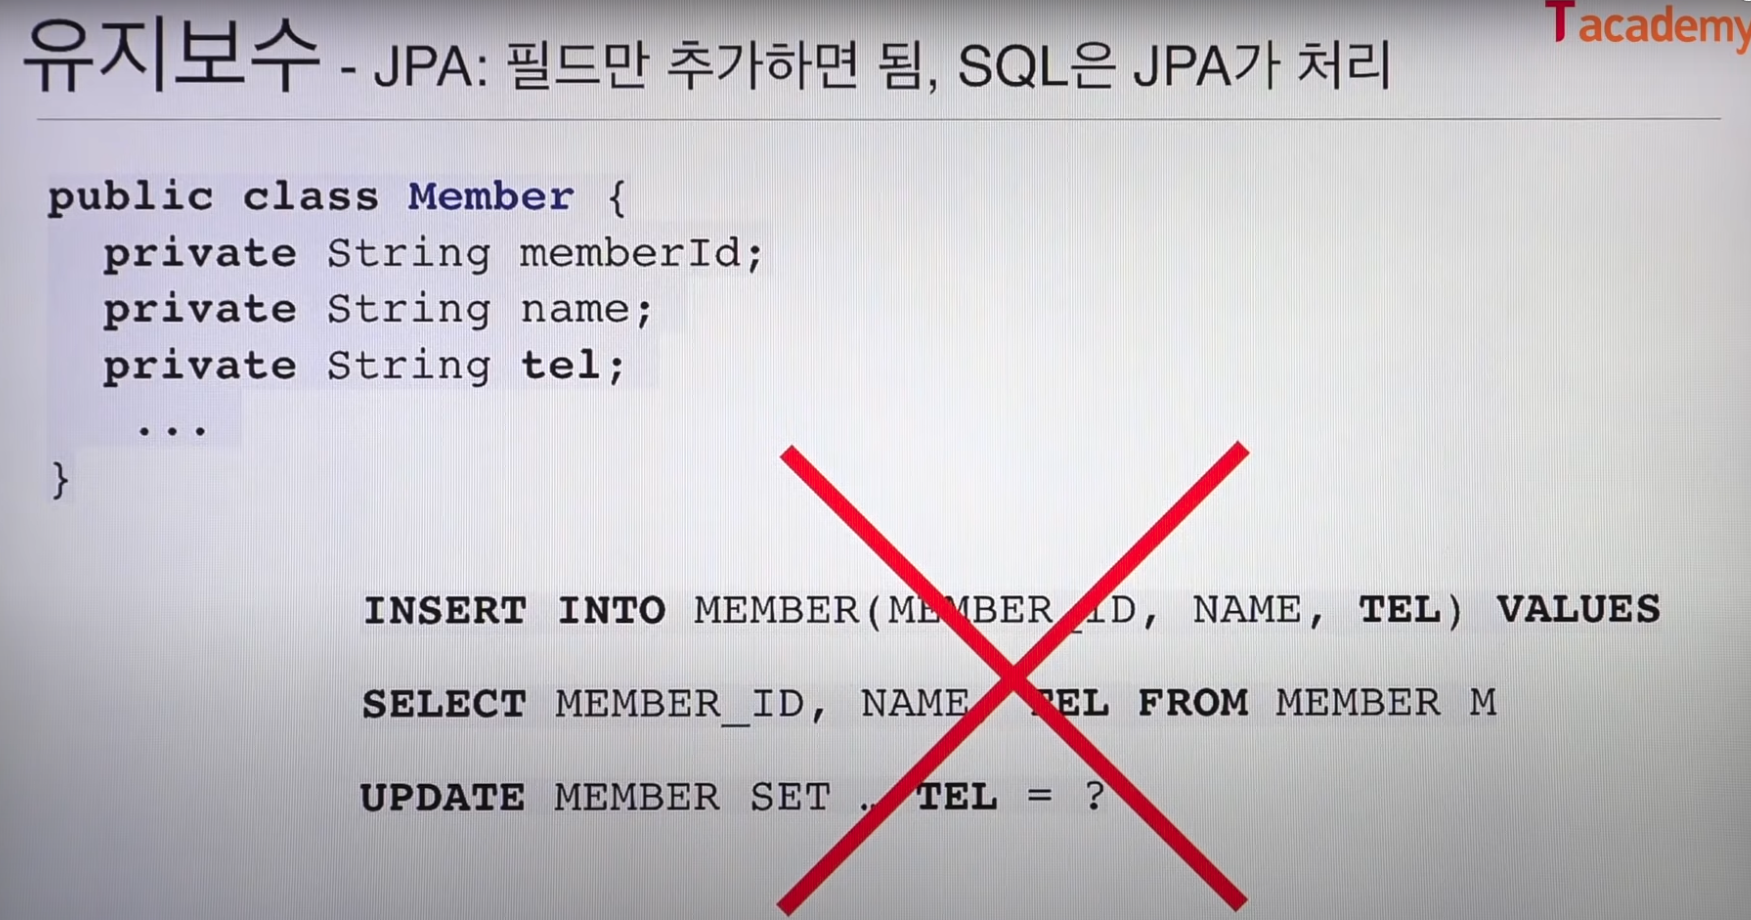 T academy
유지보수 - JPA: 필드만 추가하면 됨, SQL은 JPA가 처리
public class Member {
private String memberId;
private String name;
private String tel;
...
}
INSERT INTO MEMBER(MEMBER_ID, NAME, TEL) VALUES
SELECT MEMBER_ID, NAME, TEL FROM MEMBER M
UPDATE MEMBER SET … TEL = ?